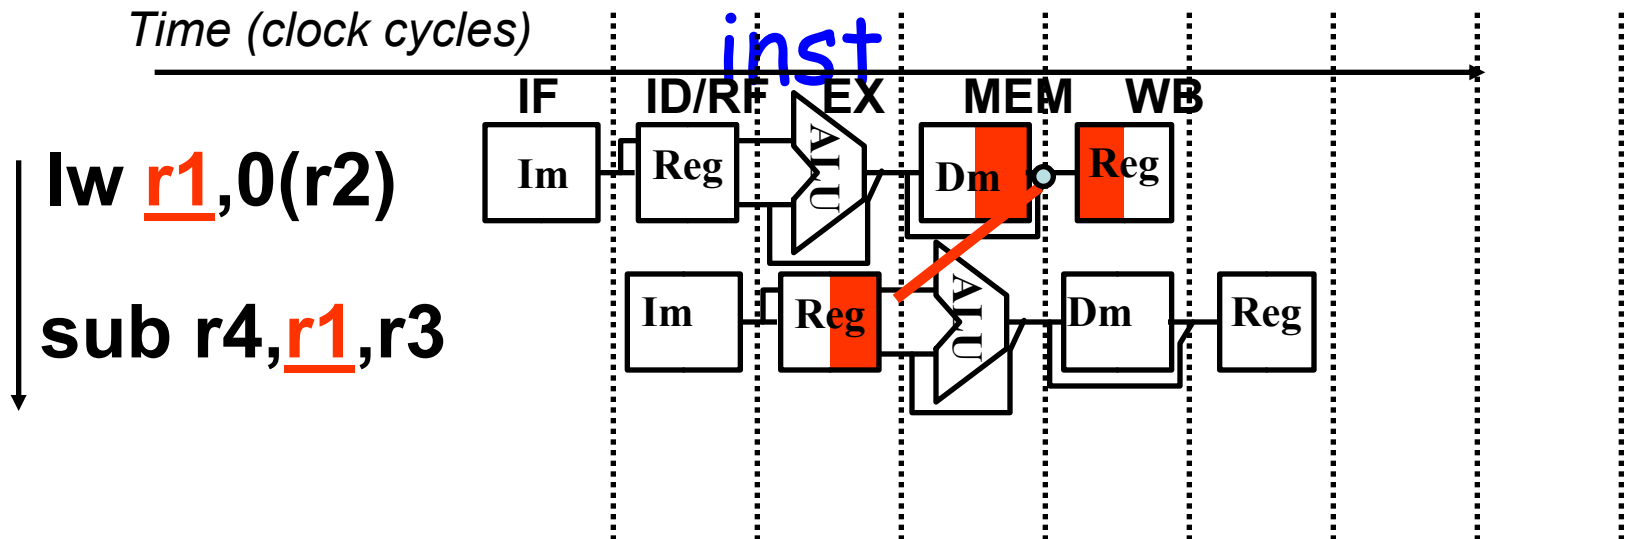 Time (clock cycles)
inst
IF ID/RF EX MEM WB
lw r1,0(r2)
Im Reg ALU Dm Reg
sub r4,r1,r3
Im Reg ALU Dm Reg